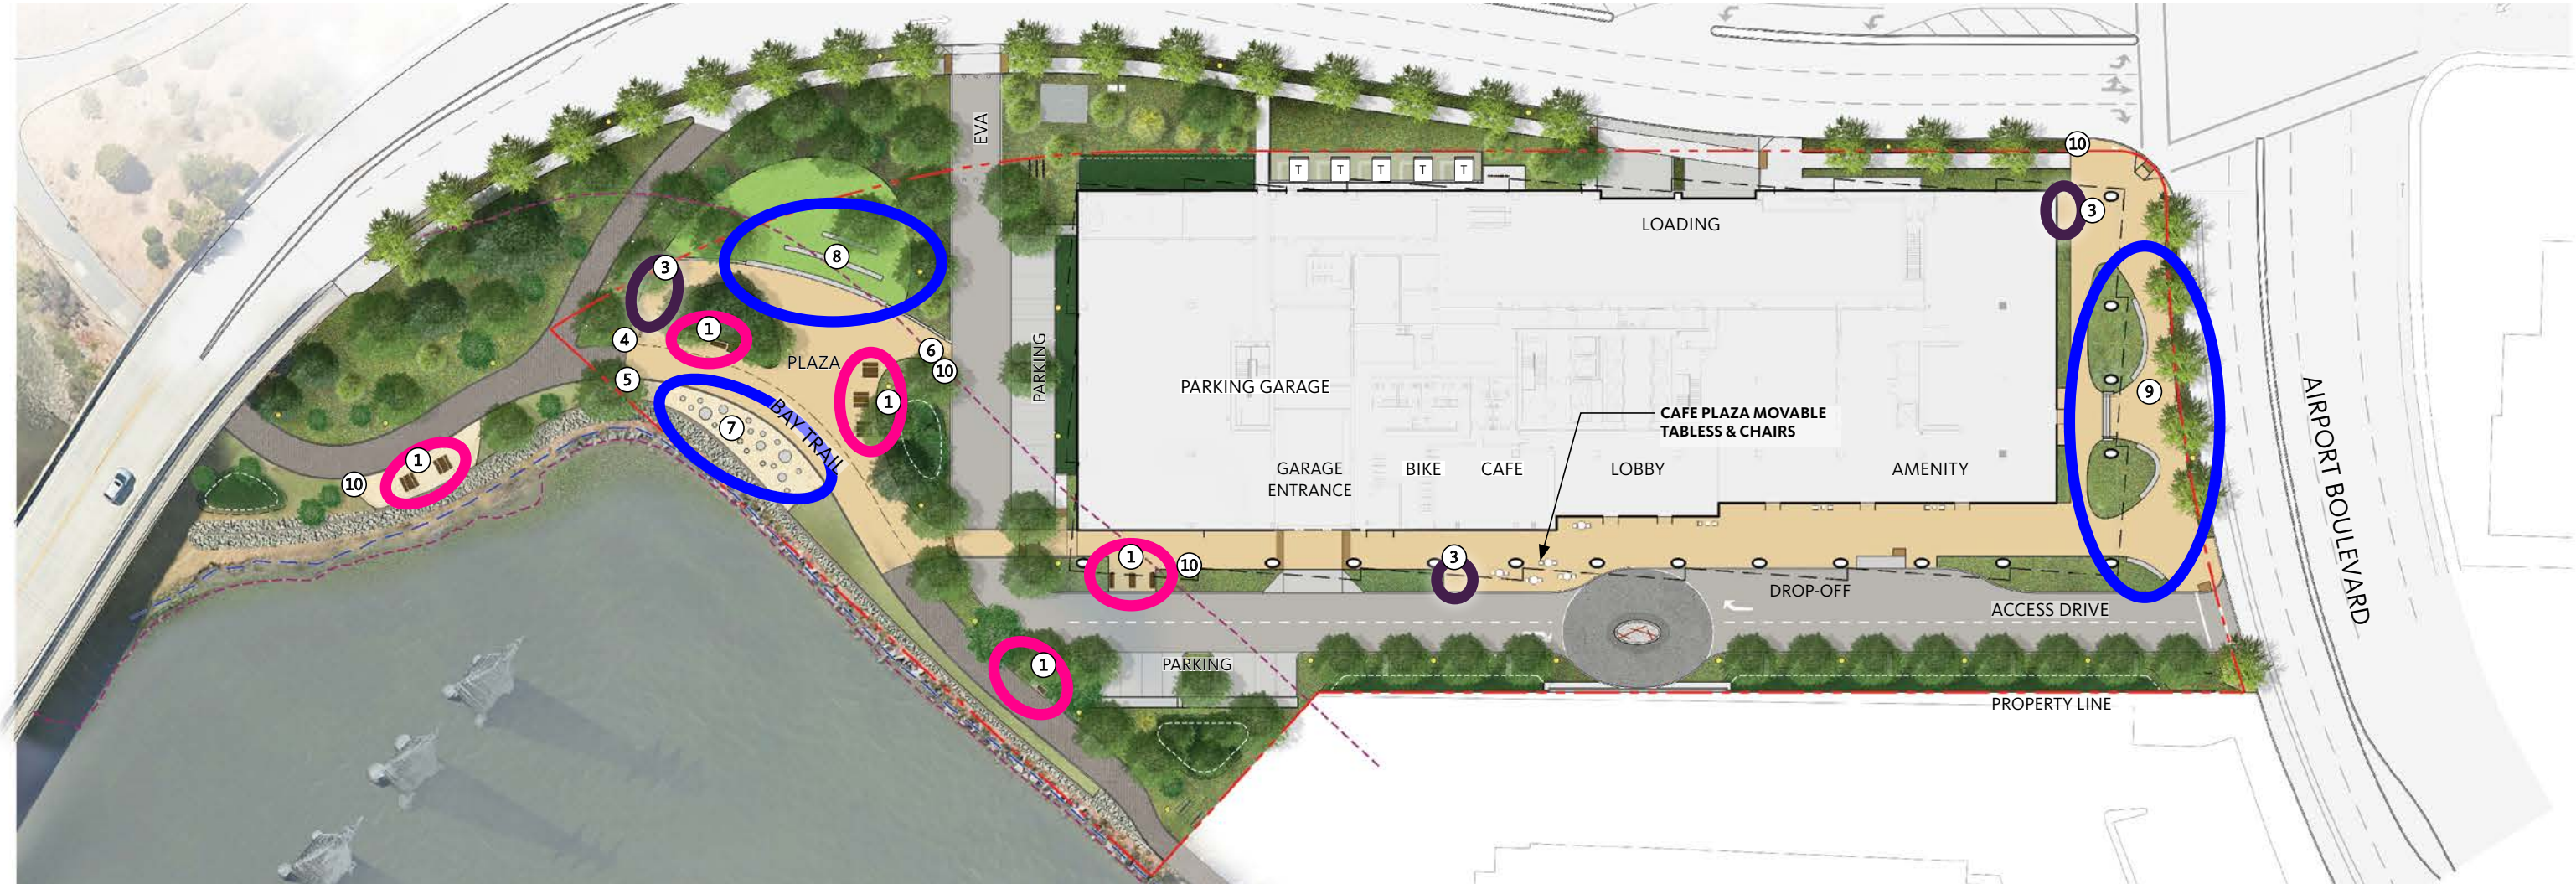 EVA
T T T T T
10
LOADING
3
3
8
4
1
PLAZA
6
10
5
PARKING
PARKING GARAGE
9
1
BAY TRAIL
7
CAFE PLAZA MOVABLE
TABLESS & CHAIRS
AIRPORT BOULEVARD
1
10
GARAGE
ENTRANCE
BIKE
CAFE
LOBBY
AMENITY
1
10
3
DROP-OFF
ACCESS DRIVE
1
PARKING
PROPERTY LINE